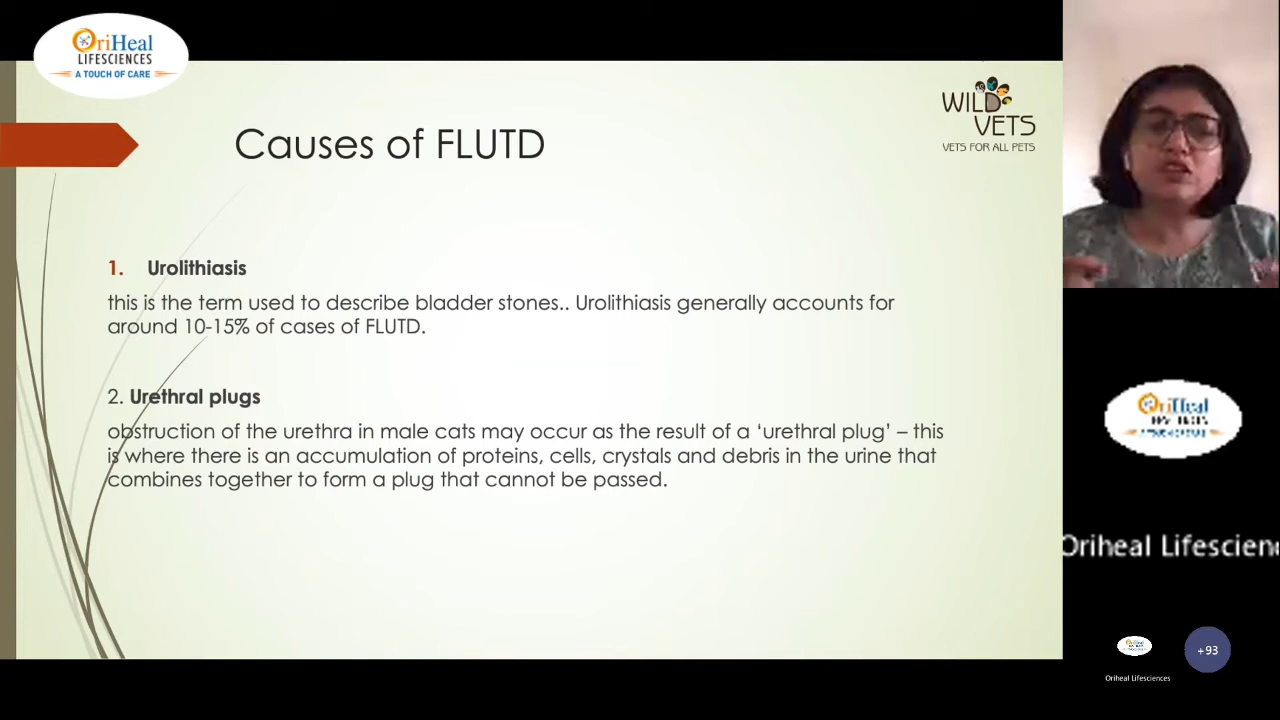 OriHeal
LIFESCIENCES
A TOUCH OF CARE
WILD
VETS
VETS FOR ALL PETS
Causes of FLUTD
1. Urolithiasis
this is the term used to describe bladder stones.. Urolithiasis generally accounts for
around 10-15% of cases of FLUTD.
2. Urethral plugs
obstruction of the urethra in male cats may occur as the result of a ‘urethral plug’ – this
is where there is an accumulation of proteins, cells, crystals and debris in the urine that
combines together to form a plug that cannot be passed.
OriHeal
Oriheal Lifescien
+93
Oriheal Lifesciences